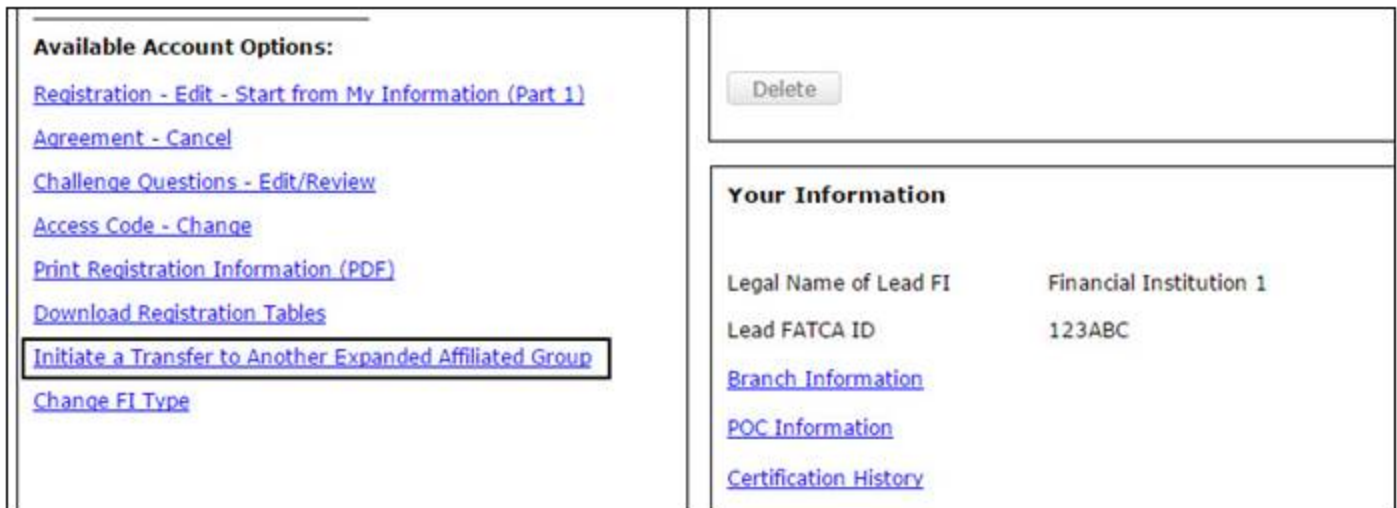 Available Account Options:
Registration - Edit - Start from My Information (Part 1)
Agreement - Cancel
Challenge Questions - Edit/Review
Access Code - Change
Print Registration Information (PDF)
Download Registration Tables
Initiate a Transfer to Another Expanded Affiliated Group
Change FI Type
Delete
Your Information
Legal Name of Lead FI Financial Institution 1
Lead FATCA ID 123ABC
Branch Information
POC Information
Certification History